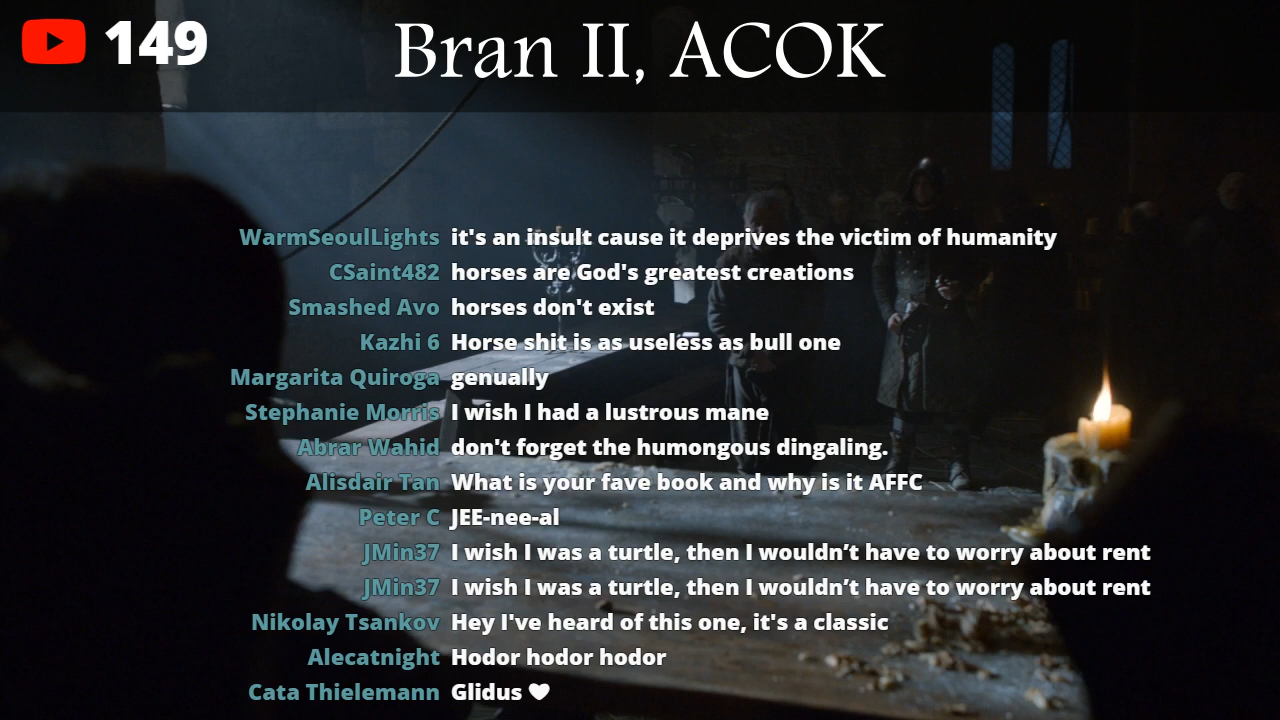 149
Bran II, ACOK
WarmSeoulLights it's an insult cause it deprives the victim of humanity
CSaint482 horses are God's greatest creations
Smashed Avo horses don't exist
Kazhi 6 Horse shit is as useless as bull one
Margarita Quiroga genually
Stephanie Morris I wish I had a lustrous mane
Abrar Wahid don't forget the humongous dingaling.
Alisdair Tan What is your fave book and why is it AFFC
Peter C JEE-nee-al
JMin37 I wish I was a turtle, then I wouldn’t have to worry about rent
JMin37 I wish I was a turtle, then I wouldn’t have to worry about rent
Nikolay Tsankov Hey I've heard of this one, it's a classic
Alecatnight Hodor hodor hodor
Cata Thielemann Glidus 🤍